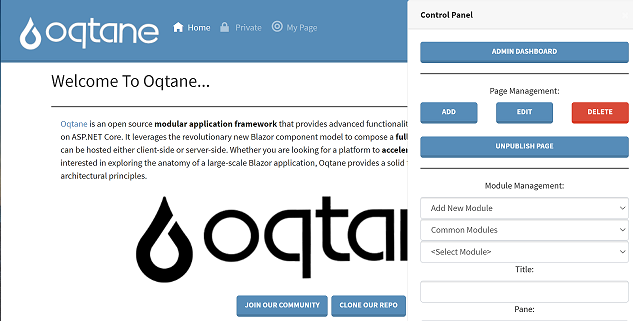 oqtane Home Private My Page
Welcome To Oqtane...
Oqtane is an open source modular application framework that provides advanced functionalit
on ASP.NET Core. It leverages the revolutionary new Blazor component model to compose a full
can be hosted either client-side or server-side. Whether you are looking for a platform to acceler
interested in exploring the anatomy of a large-scale Blazor application, Oqtane provides a solid
architectural principles.
oqtane
JOIN OUR COMMUNITY CLONE OUR REPO
Control Panel
ADMIN DASHBOARD
Page Management:
ADD EDIT DELETE
UNPUBLISH PAGE
Module Management:
Add New Module
Common Modules
<Select Module>
Title:
Pane: